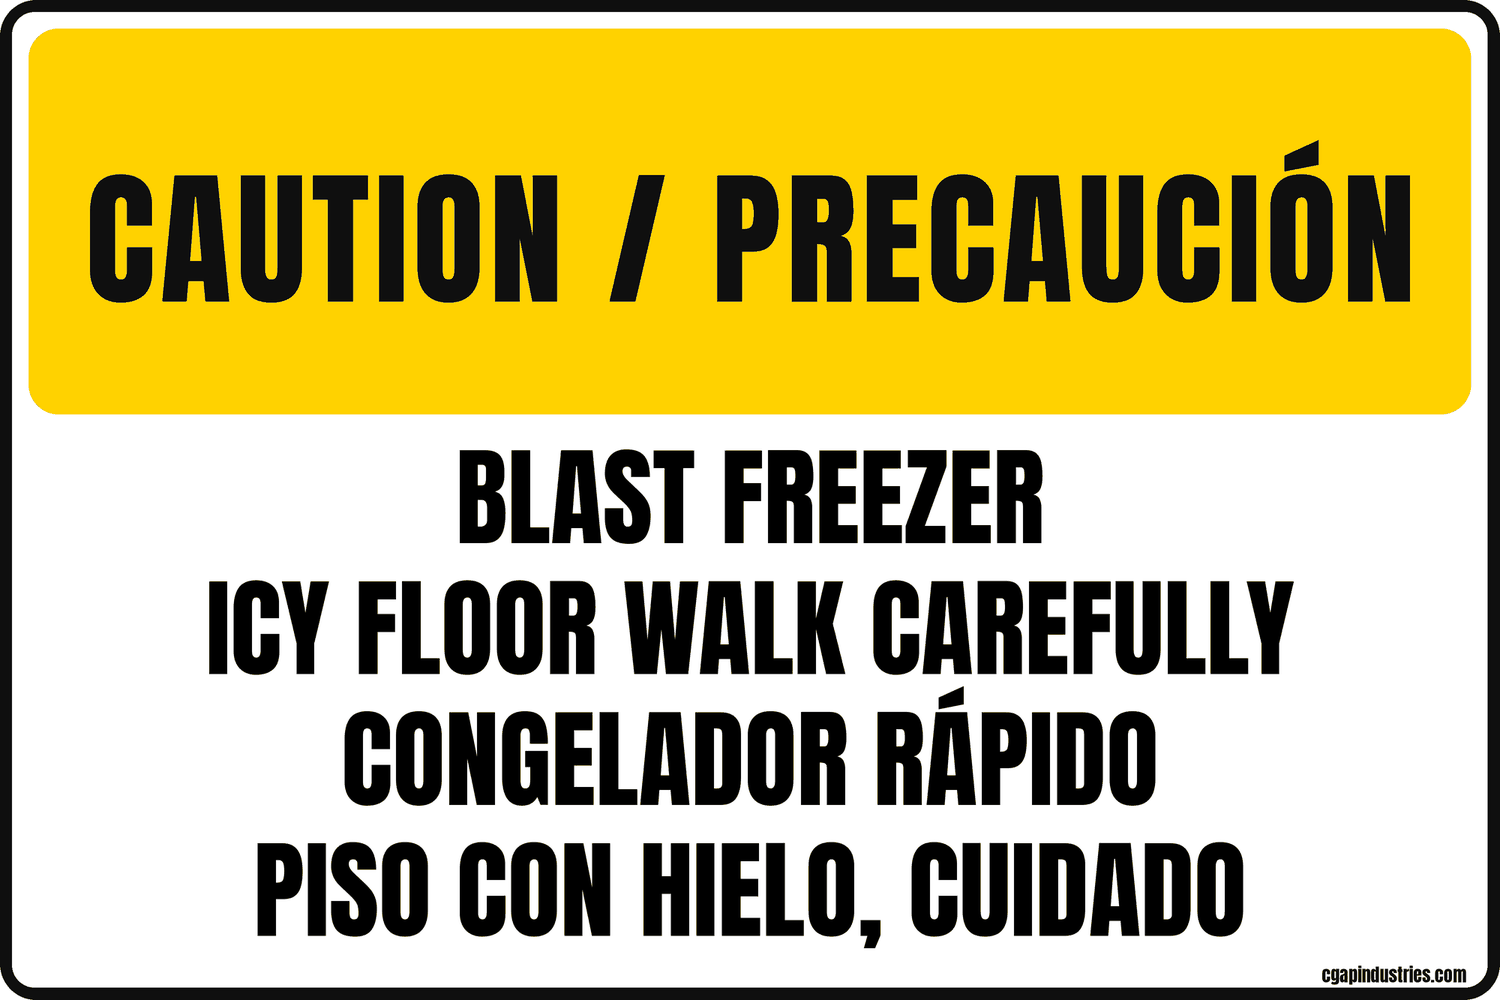 CAUTION / PRECAUCIÓN
BLAST FREEZER
ICY FLOOR WALK CAREFULLY
CONGELADOR RÁPIDO
PISO CON HIELO, CUIDADO
cgapindustries.com